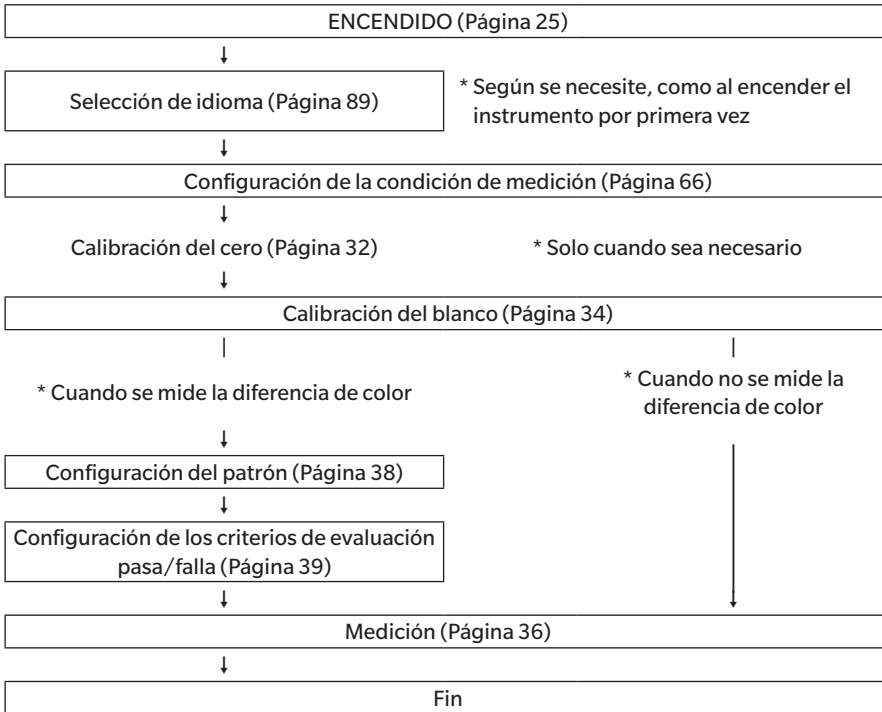 ENCENDIDO (Página 25)
Selección de idioma (Página 89)
* Según se necesite, como al encender el
instrumento por primera vez
Configuración de la condición de medición (Página 66)
Calibración del cero (Página 32)
* Solo cuando sea necesario
Calibración del blanco (Página 34)
* Cuando se mide la diferencia de color
* Cuando no se mide la
diferencia de color
Configuración del patrón (Página 38)
Configuración de los criterios de evaluación
pasa/falla (Página 39)
Medición (Página 36)
Fin